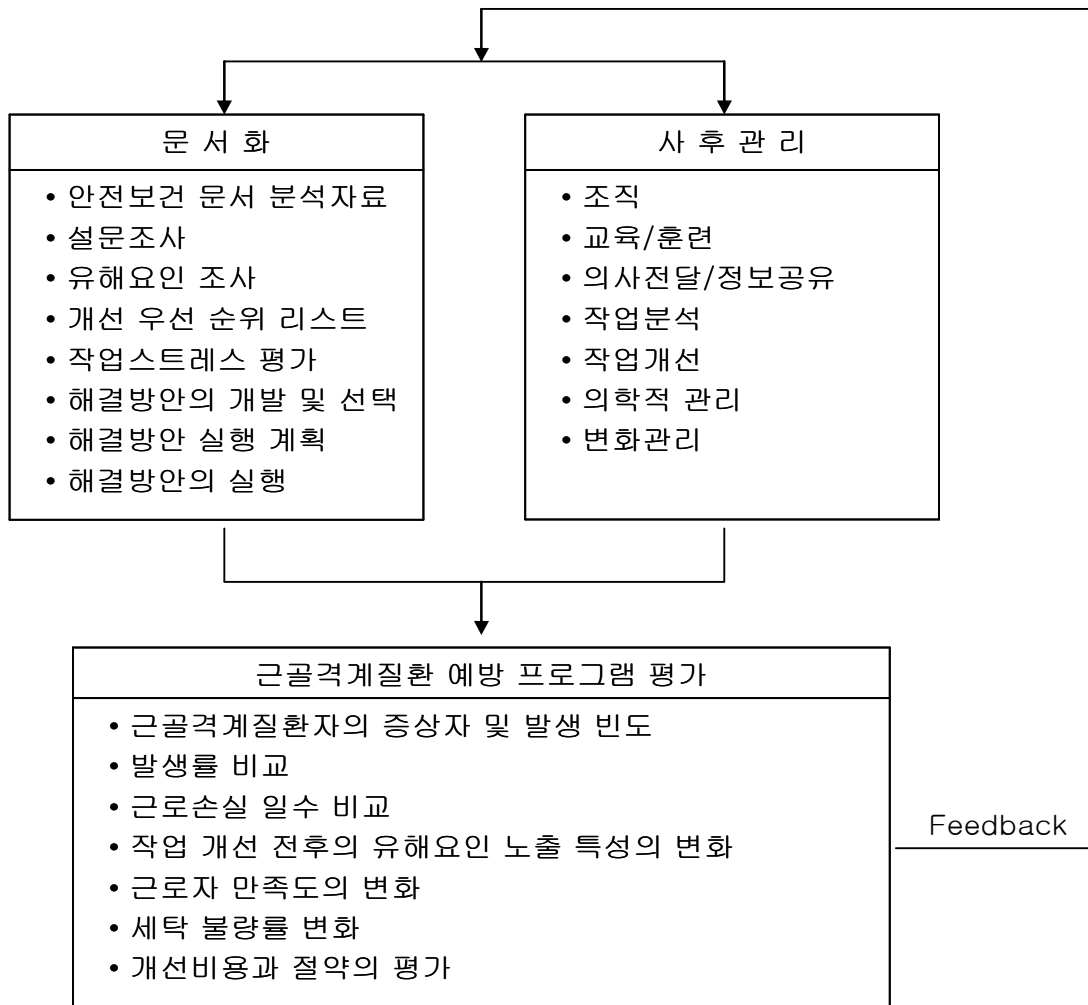 문 서 화
• 안전보건 문서 분석자료
• 설문조사
• 유해요인 조사
• 개선 우선 순위 리스트
• 작업스트레스 평가
• 해결방안의 개발 및 선택
• 해결방안 실행 계획
• 해결방안의 실행
사 후 관 리
• 조직
• 교육/훈련
• 의사전달/정보공유
• 작업분석
• 작업개선
• 의학적 관리
• 변화관리
근골격계질환 예방 프로그램 평가
• 근골격계질환자의 증상자 및 발생 빈도
• 발생률 비교
• 근로손실 일수 비교
• 작업 개선 전후의 유해요인 노출 특성의 변화
• 근로자 만족도의 변화
• 세탁 불량률 변화
• 개선비용과 절약의 평가
Feedback